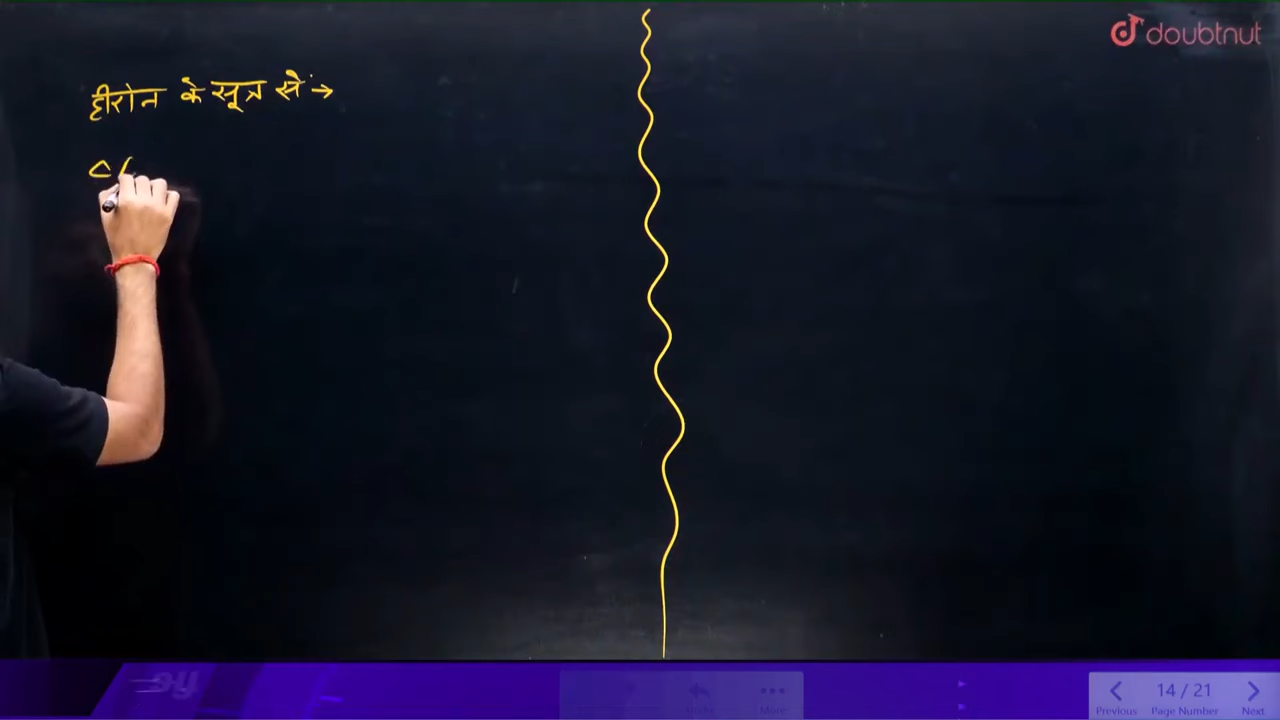 हीरोन के सूत्र से →
doubtnut
14 / 21
Previous Page Number Next